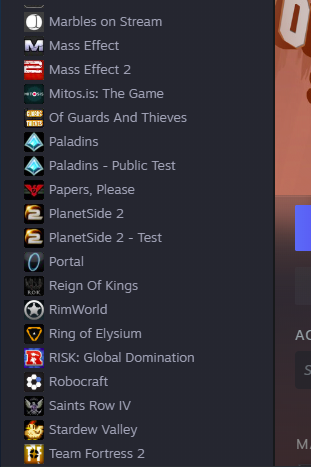 Marbles on Stream
Mass Effect
Mass Effect 2
Mitos.is: The Game
Of Guards And Thieves
Paladins
Paladins - Public Test
Papers, Please
PlanetSide 2
PlanetSide 2 - Test
Portal
Reign Of Kings
RimWorld
Ring of Elysium
RISK: Global Domination
Robocraft
Saints Row IV
Stardew Valley
Team Fortress 2